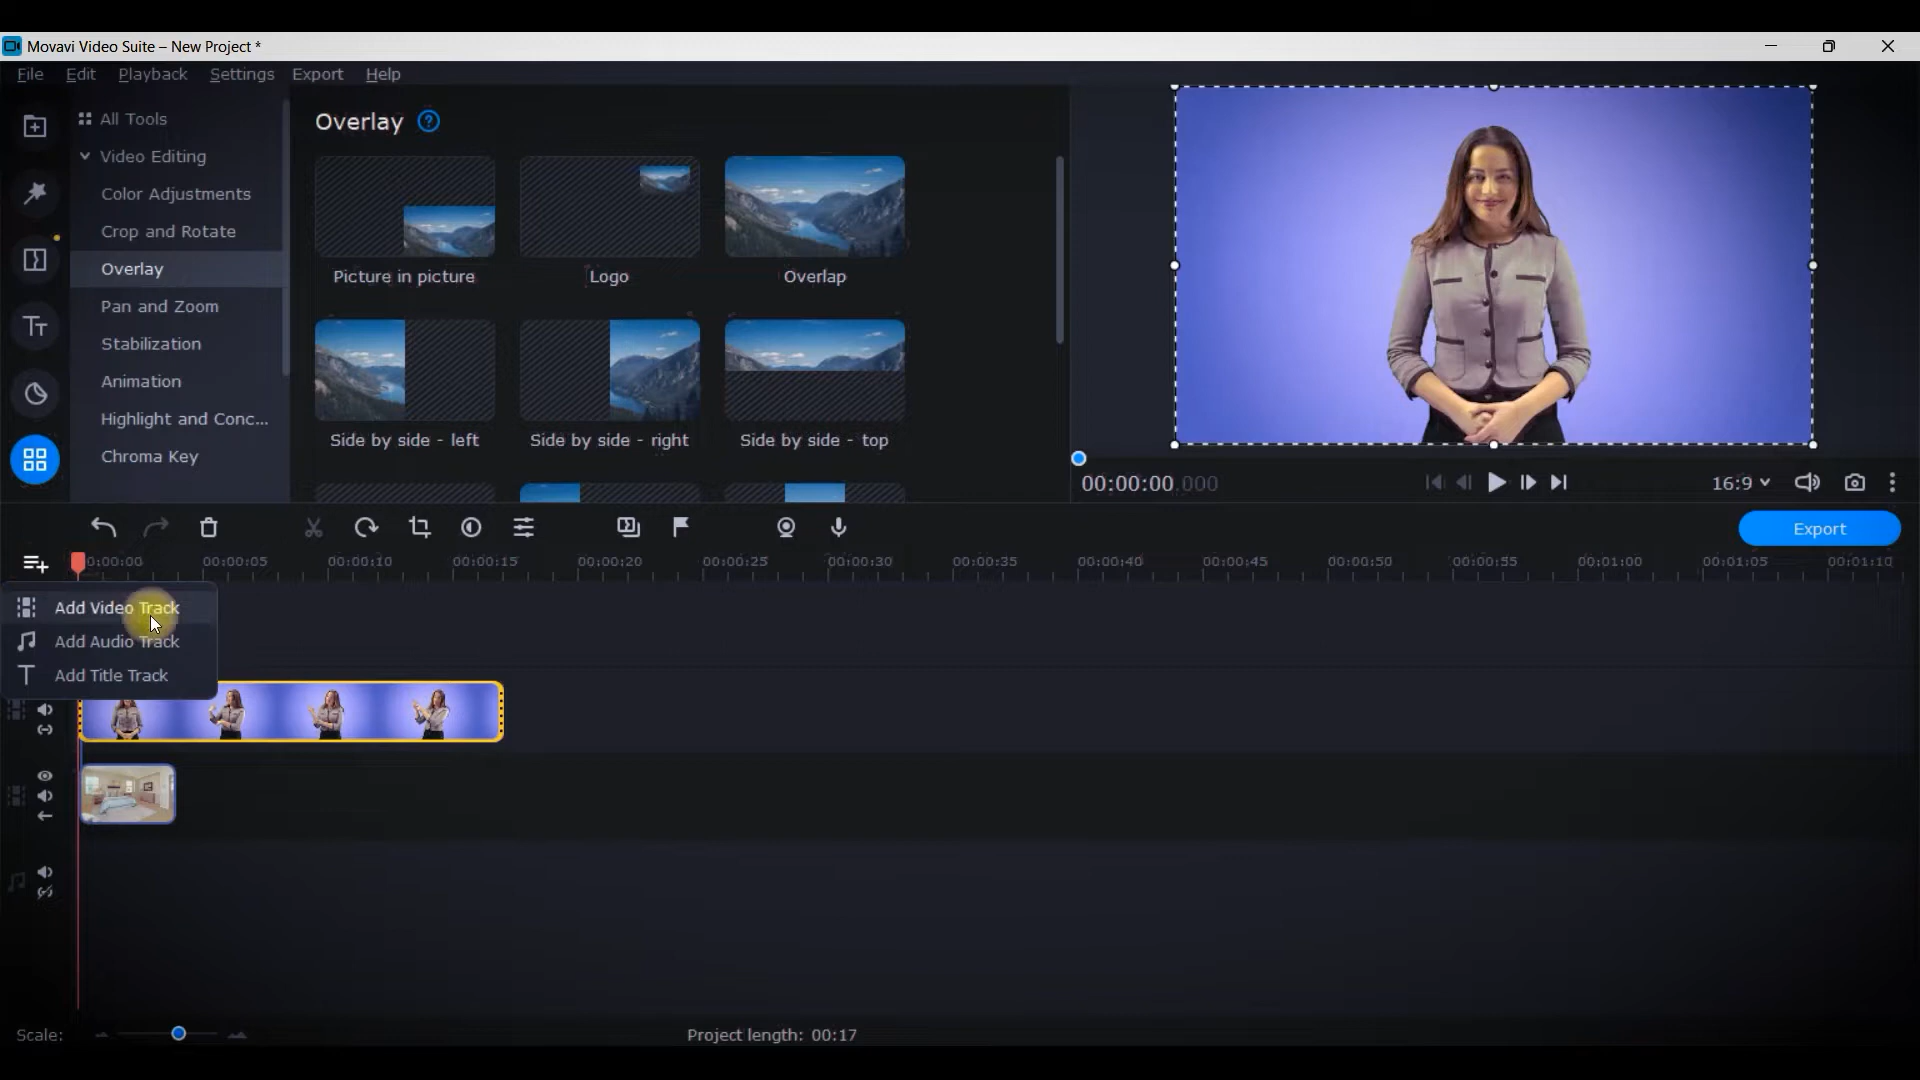 Movavi Video Suite – New Project *
File Edit Playback Settings Export Help
All Tools
Video Editing
Color Adjustments
Crop and Rotate
Overlay
Pan and Zoom
Stabilization
Animation
Highlight and Conc...
Chroma Key
Overlay ?
Picture in picture
Logo
Overlap
Side by side - left
Side by side - right
Side by side - top
00:00:00.000
16:9
Export
00:00:00 00:00:05 00:00:10 00:00:15 00:00:20 00:00:25 00:00:30 00:00:35 00:00:40 00:00:45 00:00:50 00:00:55 00:01:00 00:01:05 00:01:10
Add Video Track
Add Audio Track
Add Title Track
Scale:
Project length: 00:17